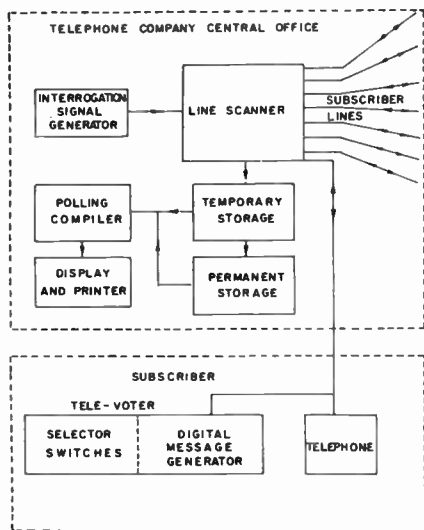 TELEPHONE COMPANY CENTRAL OFFICE
INTERROGATION
SIGNAL
GENERATOR
LINE SCANNER
SUBSCRIBER
LINES
POLLING
COMPILER
TEMPORARY
STORAGE
DISPLAY
AND PRINTER
PERMANENT
STORAGE
SUBSCRIBER
TELE-VOTER
SELECTOR
SWITCHES
DIGITAL
MESSAGE
GENERATOR
TELEPHONE